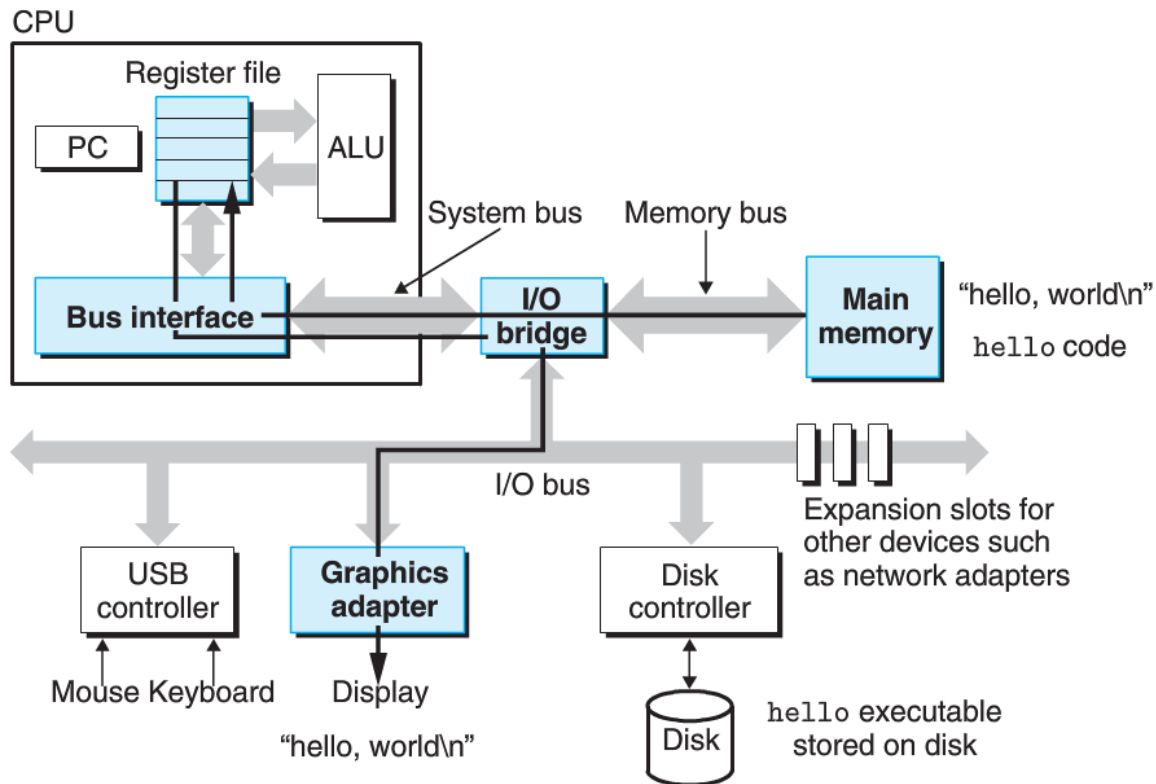 CPU
Register file
PC
ALU
System bus
Memory bus
Bus interface
I/O
bridge
Main
memory
“hello, world\n”
hello code
I/O bus
Expansion slots for
other devices such
as network adapters
USB
controller
Graphics
adapter
Disk
controller
Mouse Keyboard
Display
“hello, world\n”
Disk
hello executable
stored on disk